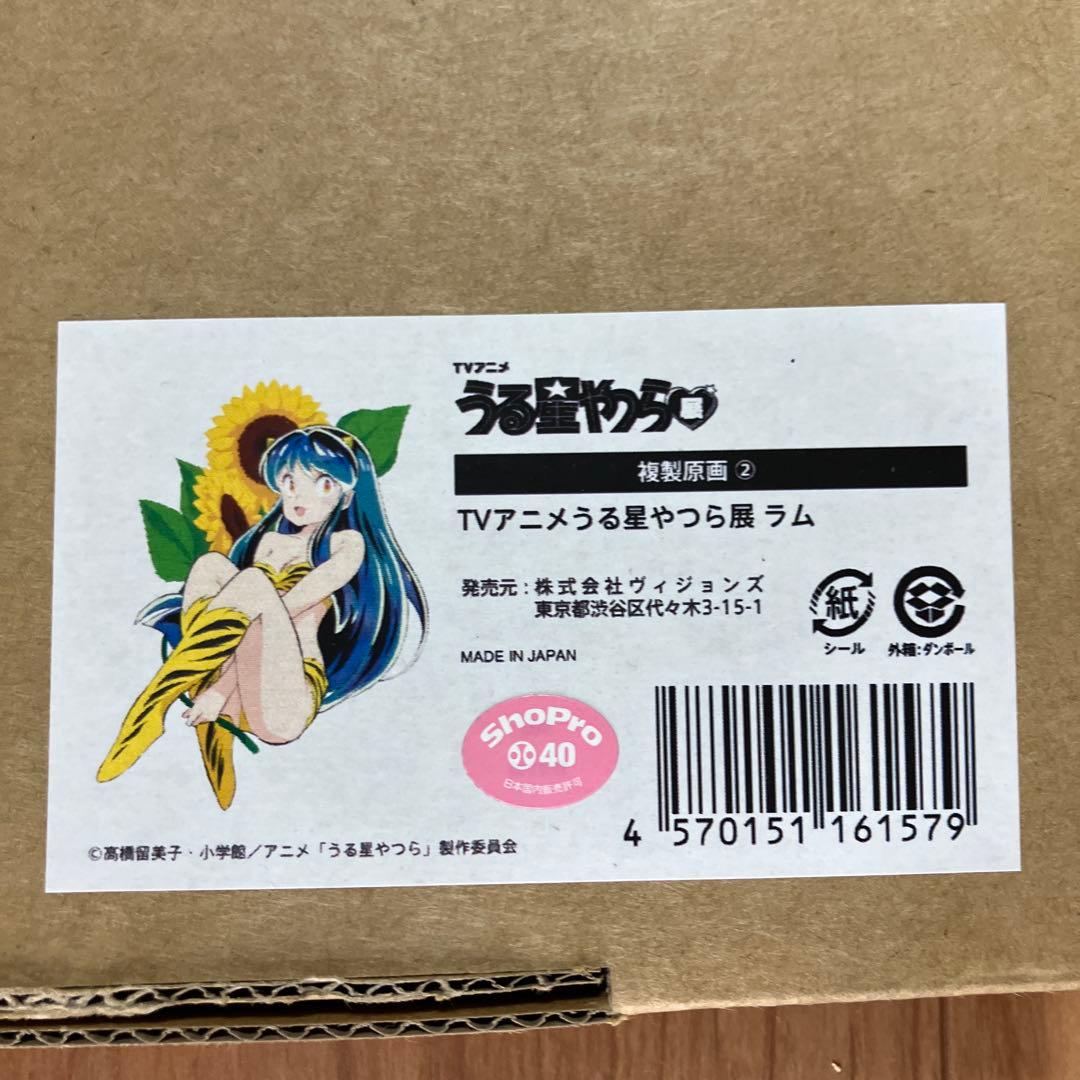 TVアニメ
うる星やつら展
複製原画 ②
TVアニメうる星やつら展 ラム
発売元：株式会社ヴィジョンズ
東京都渋谷区代々木3-15-1
MADE IN JAPAN
紙
シール
外箱：ダンボール
ShoPro
40
日本国内販売許可
4 570151 161579
©高橋留美子・小学館／アニメ「うる星やつら」製作委員会